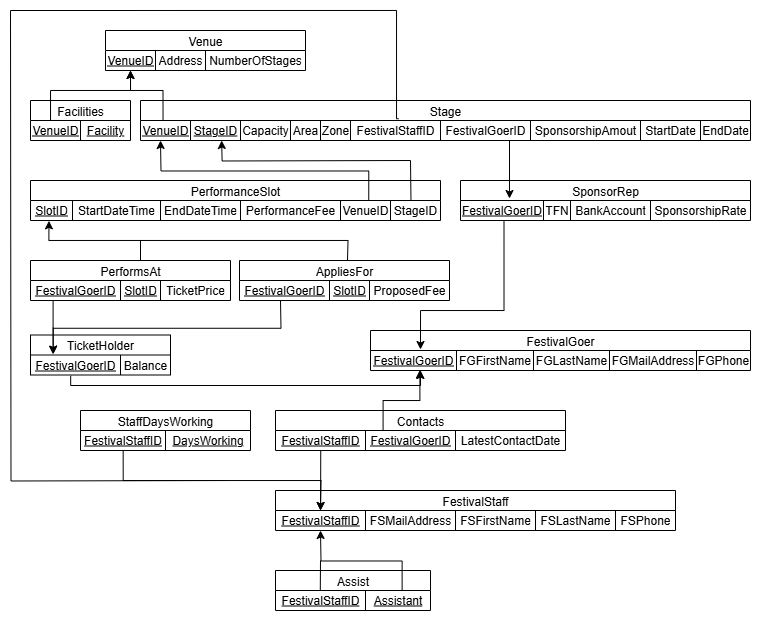 Venue
VenueID Address NumberOfStages
Facilities
VenueID Facility
Stage
VenueID StageID Capacity Area Zone FestivalStaffID FestivalGoerID SponsorshipAmout StartDate EndDate
PerformanceSlot
SlotID StartDateTime EndDateTime PerformanceFee VenueID StageID
SponsorRep
FestivalGoerID TFN BankAccount SponsorshipRate
PerformsAt
FestivalGoerID SlotID TicketPrice
AppliesFor
FestivalGoerID SlotID ProposedFee
TicketHolder
FestivalGoerID Balance
FestivalGoer
FestivalGoerID FGFirstName FGLastName FGMailAddress FGPhone
StaffDaysWorking
FestivalStaffID DaysWorking
Contacts
FestivalStaffID FestivalGoerID LatestContactDate
FestivalStaff
FestivalStaffID FSMailAddress FSFirstName FSLastName FSPhone
Assist
FestivalStaffID Assistant